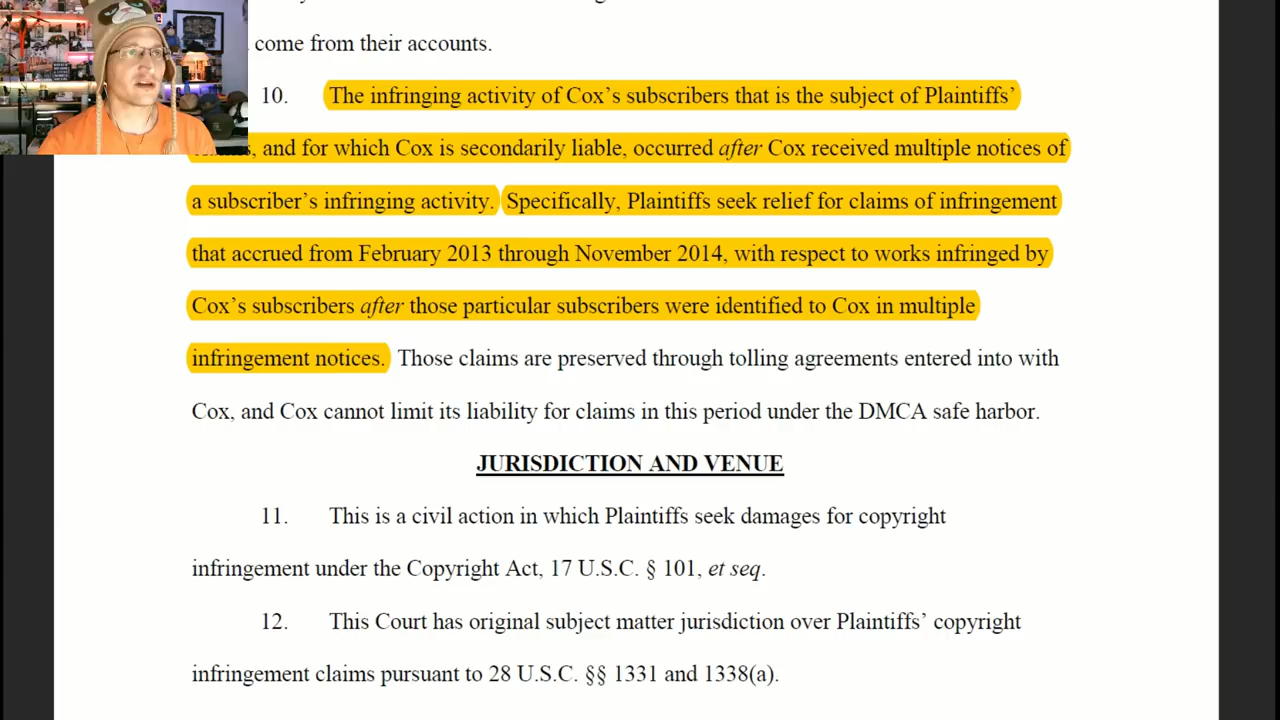 come from their accounts.
10. The infringing activity of Cox's subscribers that is the subject of Plaintiffs'
, and for which Cox is secondarily liable, occurred after Cox received multiple notices of
a subscriber's infringing activity. Specifically, Plaintiffs seek relief for claims of infringement
that accrued from February 2013 through November 2014, with respect to works infringed by
Cox's subscribers after those particular subscribers were identified to Cox in multiple
infringement notices. Those claims are preserved through tolling agreements entered into with
Cox, and Cox cannot limit its liability for claims in this period under the DMCA safe harbor.
JURISDICTION AND VENUE
11. This is a civil action in which Plaintiffs seek damages for copyright
infringement under the Copyright Act, 17 U.S.C. § 101, et seq.
12. This Court has original subject matter jurisdiction over Plaintiffs' copyright
infringement claims pursuant to 28 U.S.C. §§ 1331 and 1338(a).